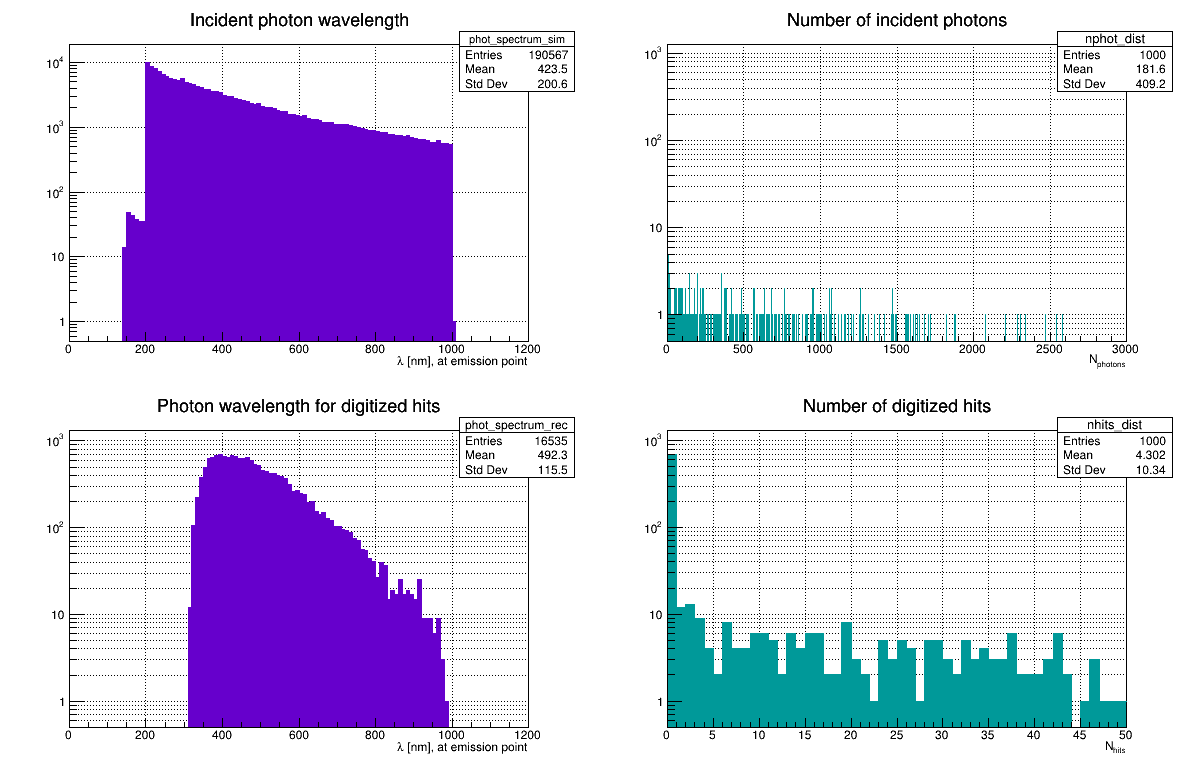 Incident photon wavelength
phot_spectrum_sim
Entries 190567
Mean 423.5
Std Dev 200.6
10^4
10^3
10^2
10
1
0 200 400 600 800 1000 1200
λ [nm], at emission point
Number of incident photons
nphot_dist
Entries 1000
Mean 181.6
Std Dev 409.2
10^3
10^2
10
1
0 500 1000 1500 2000 2500 3000
N_photons
Photon wavelength for digitized hits
phot_spectrum_rec
Entries 16535
Mean 492.3
Std Dev 115.5
10^3
10^2
10
1
0 200 400 600 800 1000 1200
λ [nm], at emission point
Number of digitized hits
nhits_dist
Entries 1000
Mean 4.302
Std Dev 10.34
10^3
10^2
10
1
0 5 10 15 20 25 30 35 40 45 50
N_hits